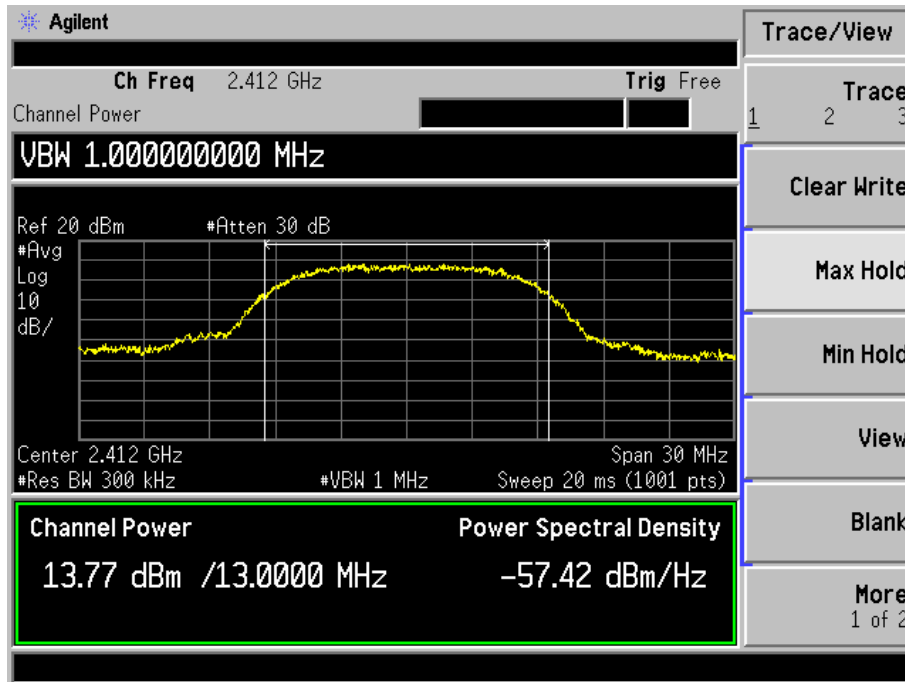 Agilent
Ch Freq 2.412 GHz Trig Free
Channel Power
VBW 1.000000000 MHz
Ref 20 dBm #Atten 30 dB
#Avg
Log
10
dB/
Center 2.412 GHz Span 30 MHz
#Res BW 300 kHz #VBW 1 MHz Sweep 20 ms (1001 pts)
Channel Power Power Spectral Density
13.77 dBm /13.0000 MHz -57.42 dBm/Hz
Trace/View
Trace
1 2 3
Clear Write
Max Hold
Min Hold
View
Blank
More
1 of 2